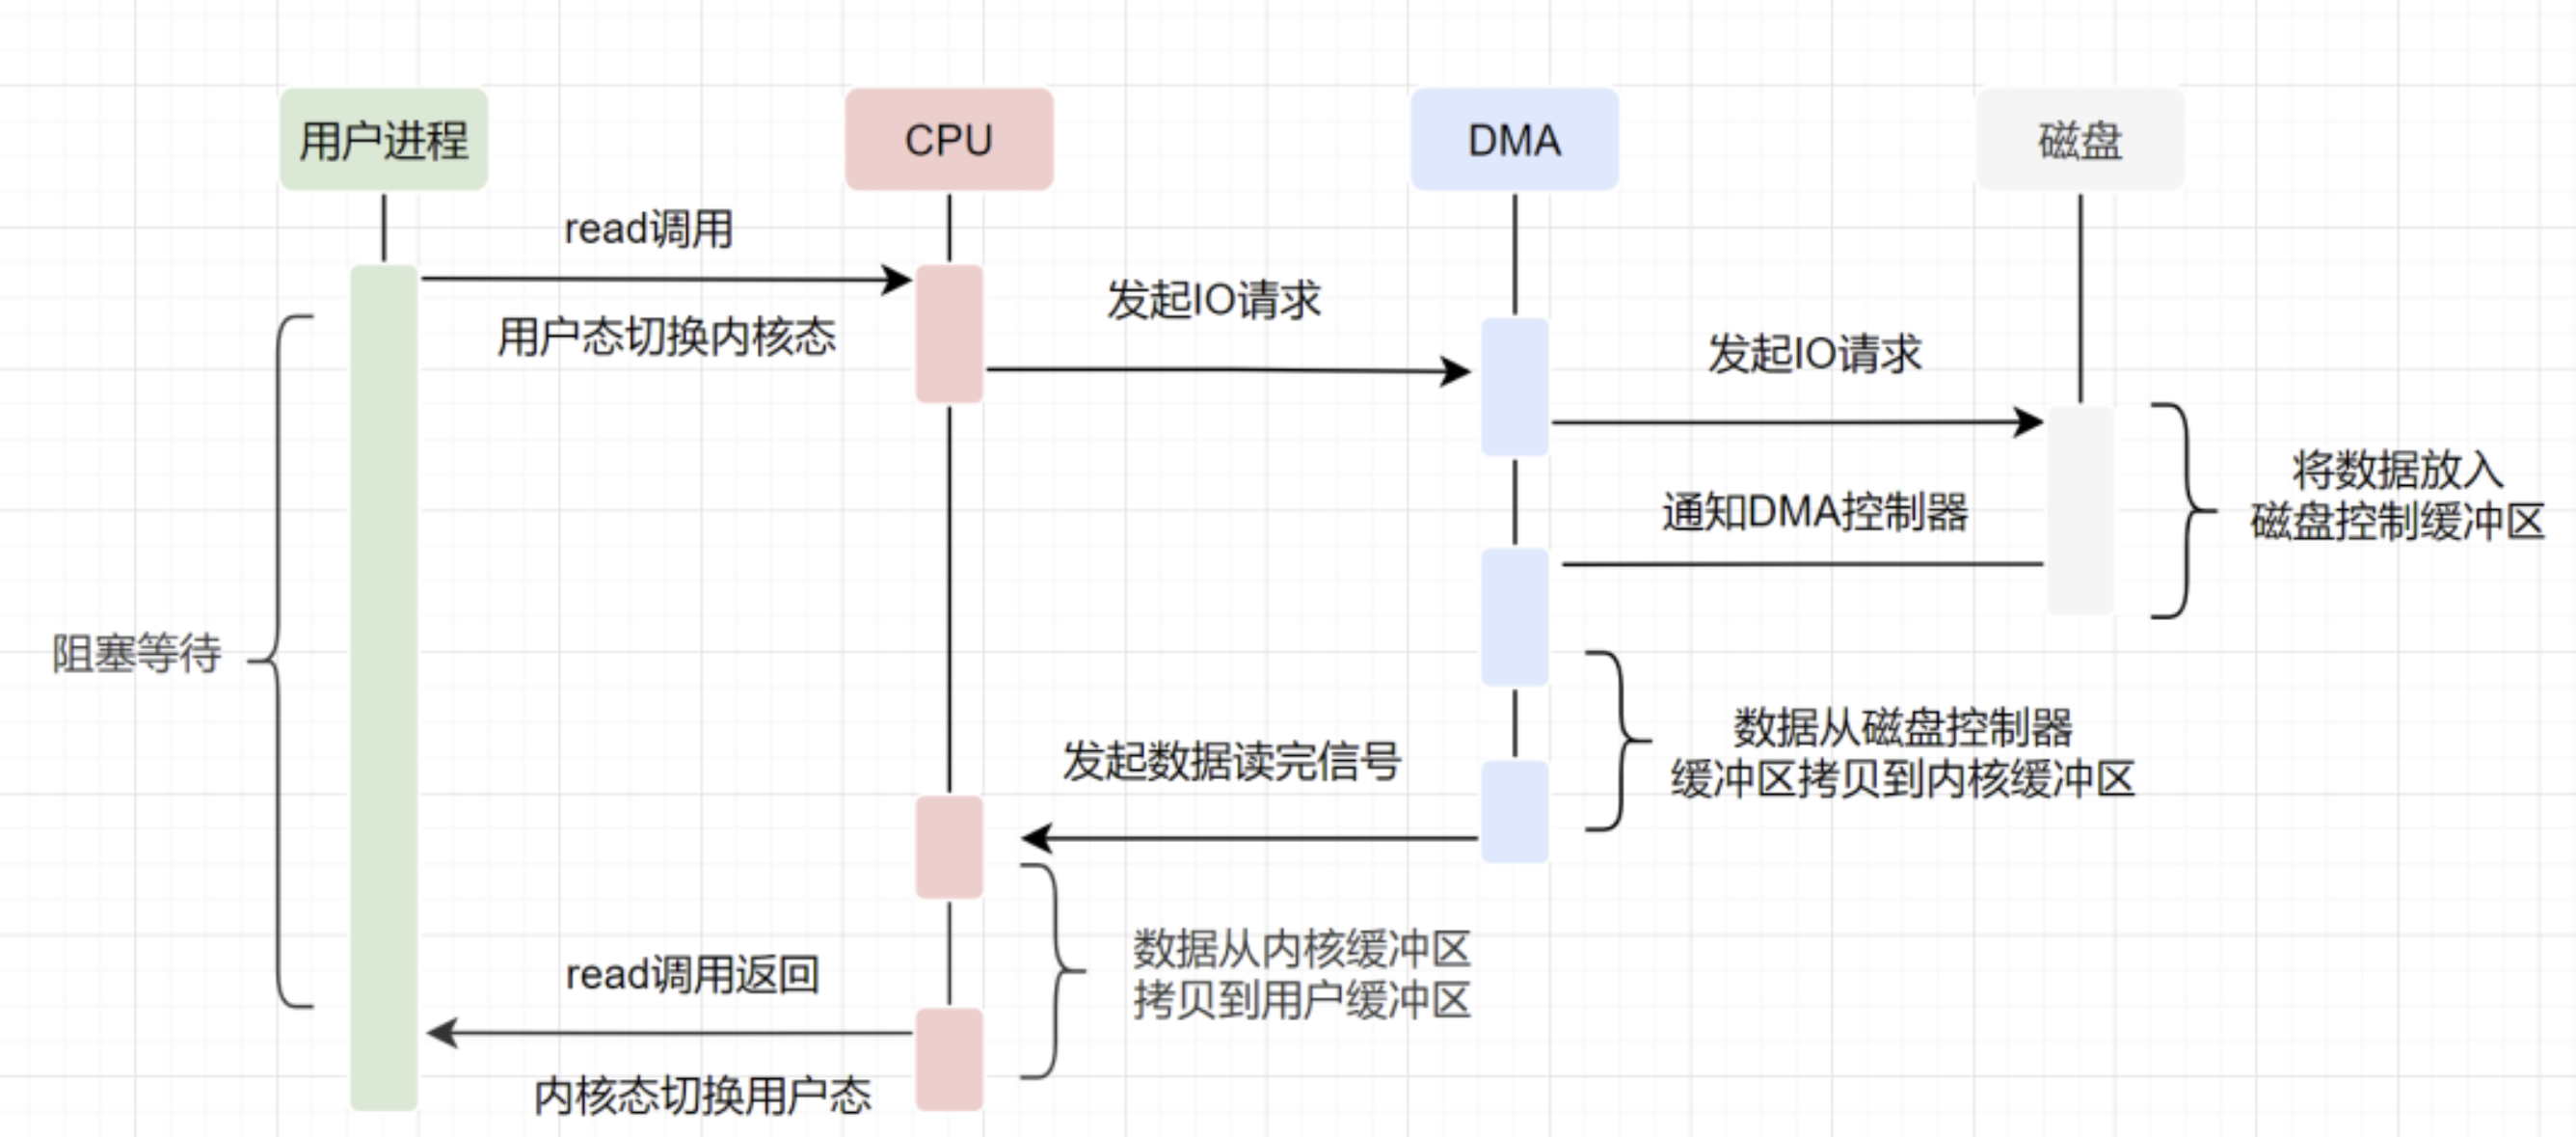 用户进程
CPU
DMA
磁盘
read调用
用户态切换内核态
发起IO请求
发起IO请求
将数据放入
磁盘控制缓冲区
通知DMA控制器
阻塞等待
数据从磁盘控制器
缓冲区拷贝到内核缓冲区
发起数据读完信号
数据从内核缓冲区
拷贝到用户缓冲区
read调用返回
内核态切换用户态